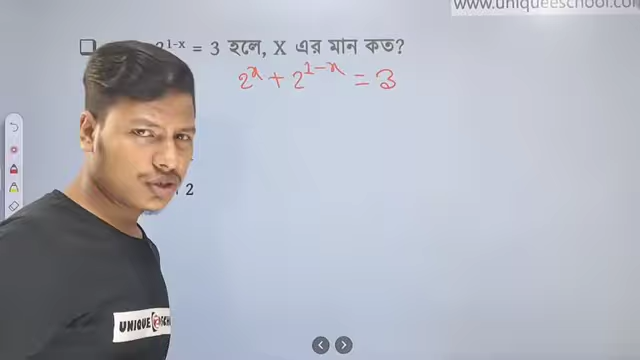 www.uniqueeschool.com
2^{1-x} = 3 হলে, X এর মান কত?
2^x + 2^{1-x} = 3
2
UNIQUE